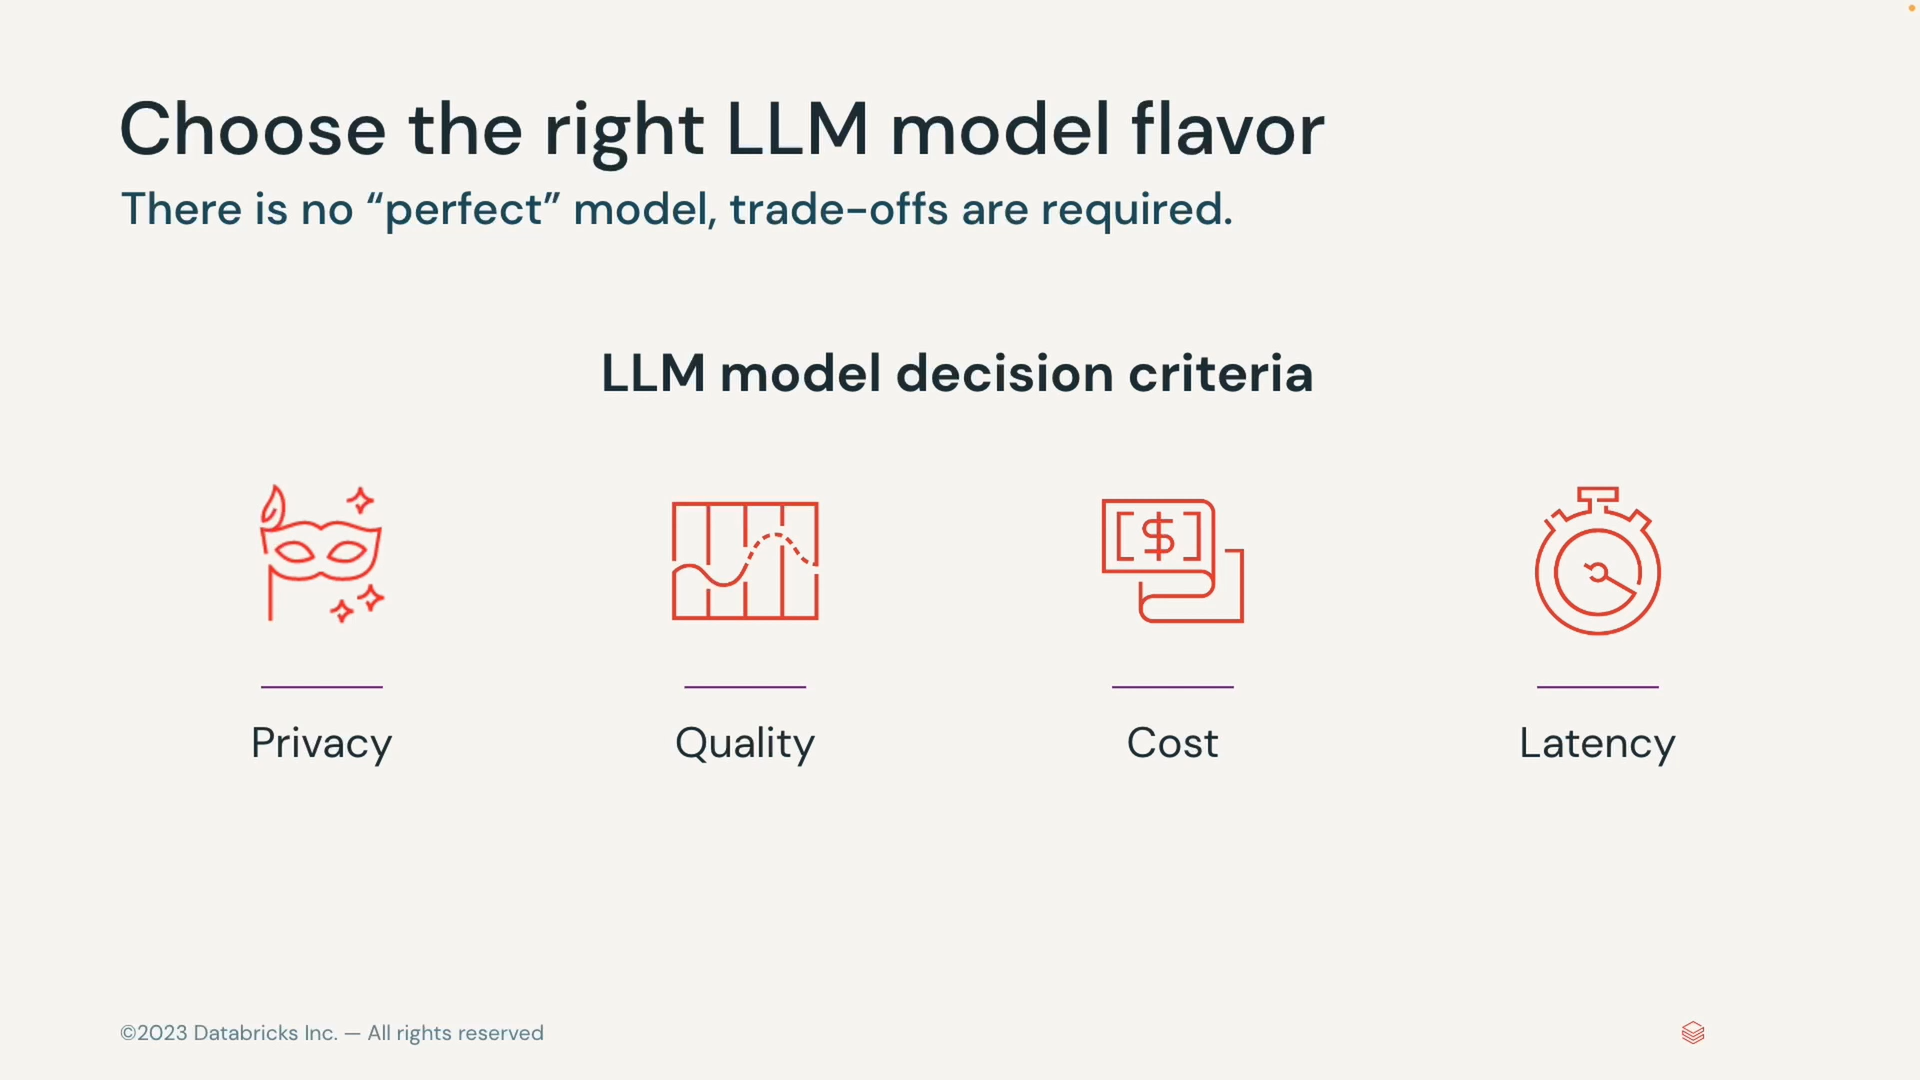 Choose the right LLM model flavor
There is no “perfect” model, trade-offs are required.
LLM model decision criteria
$
Privacy
Quality
Cost
Latency
©2023 Databricks Inc. — All rights reserved